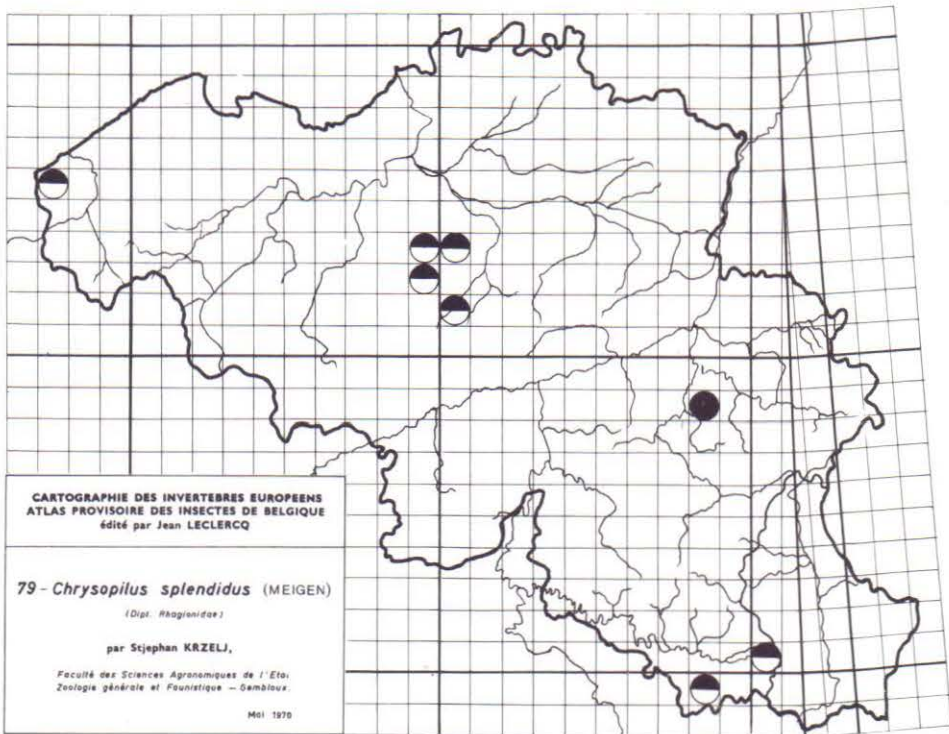 CARTOGRAPHIE DES INVERTEBRES EUROPEENS
ATLAS PROVISOIRE DES INSECTES DE BELGIQUE
édité par Jean LECLERCQ
79 - Chrysopilus splendidus (MEIGEN)
(Dipt. Rhagionidae)
par Stjephan KRZELJ,
Faculté des Sciences Agronomiques de l'Etat
Zoologie générale et Faunistique — Gembloux.
Mai 1970